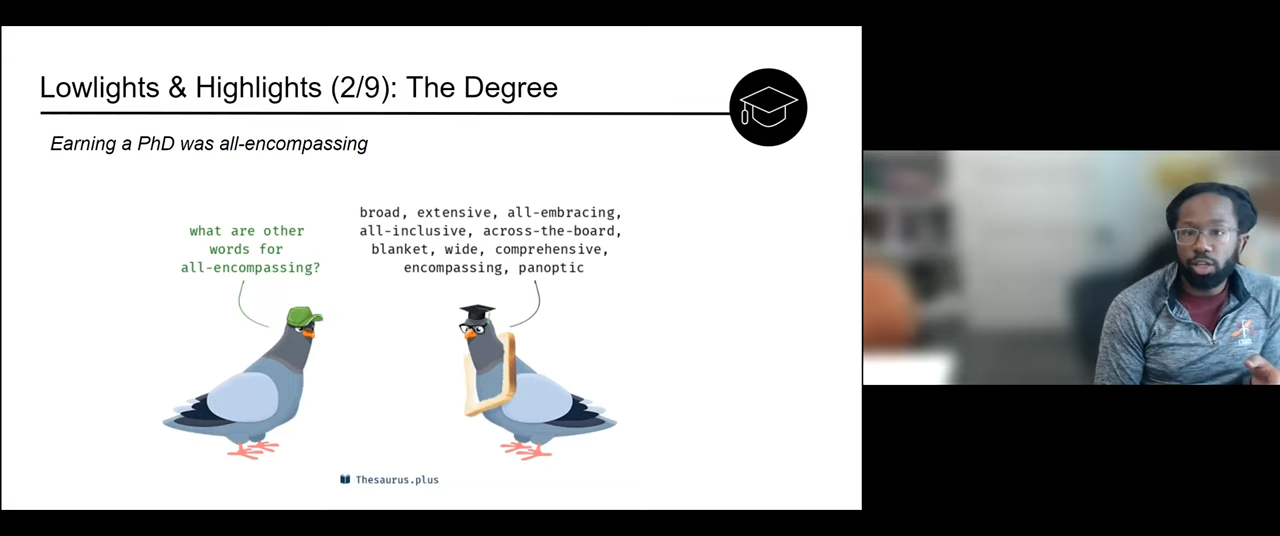 Lowlights & Highlights (2/9): The Degree
Earning a PhD was all-encompassing
what are other
words for
all-encompassing?
broad, extensive, all-embracing,
all-inclusive, across-the-board,
blanket, wide, comprehensive,
encompassing, panoptic
Thesaurus.plus